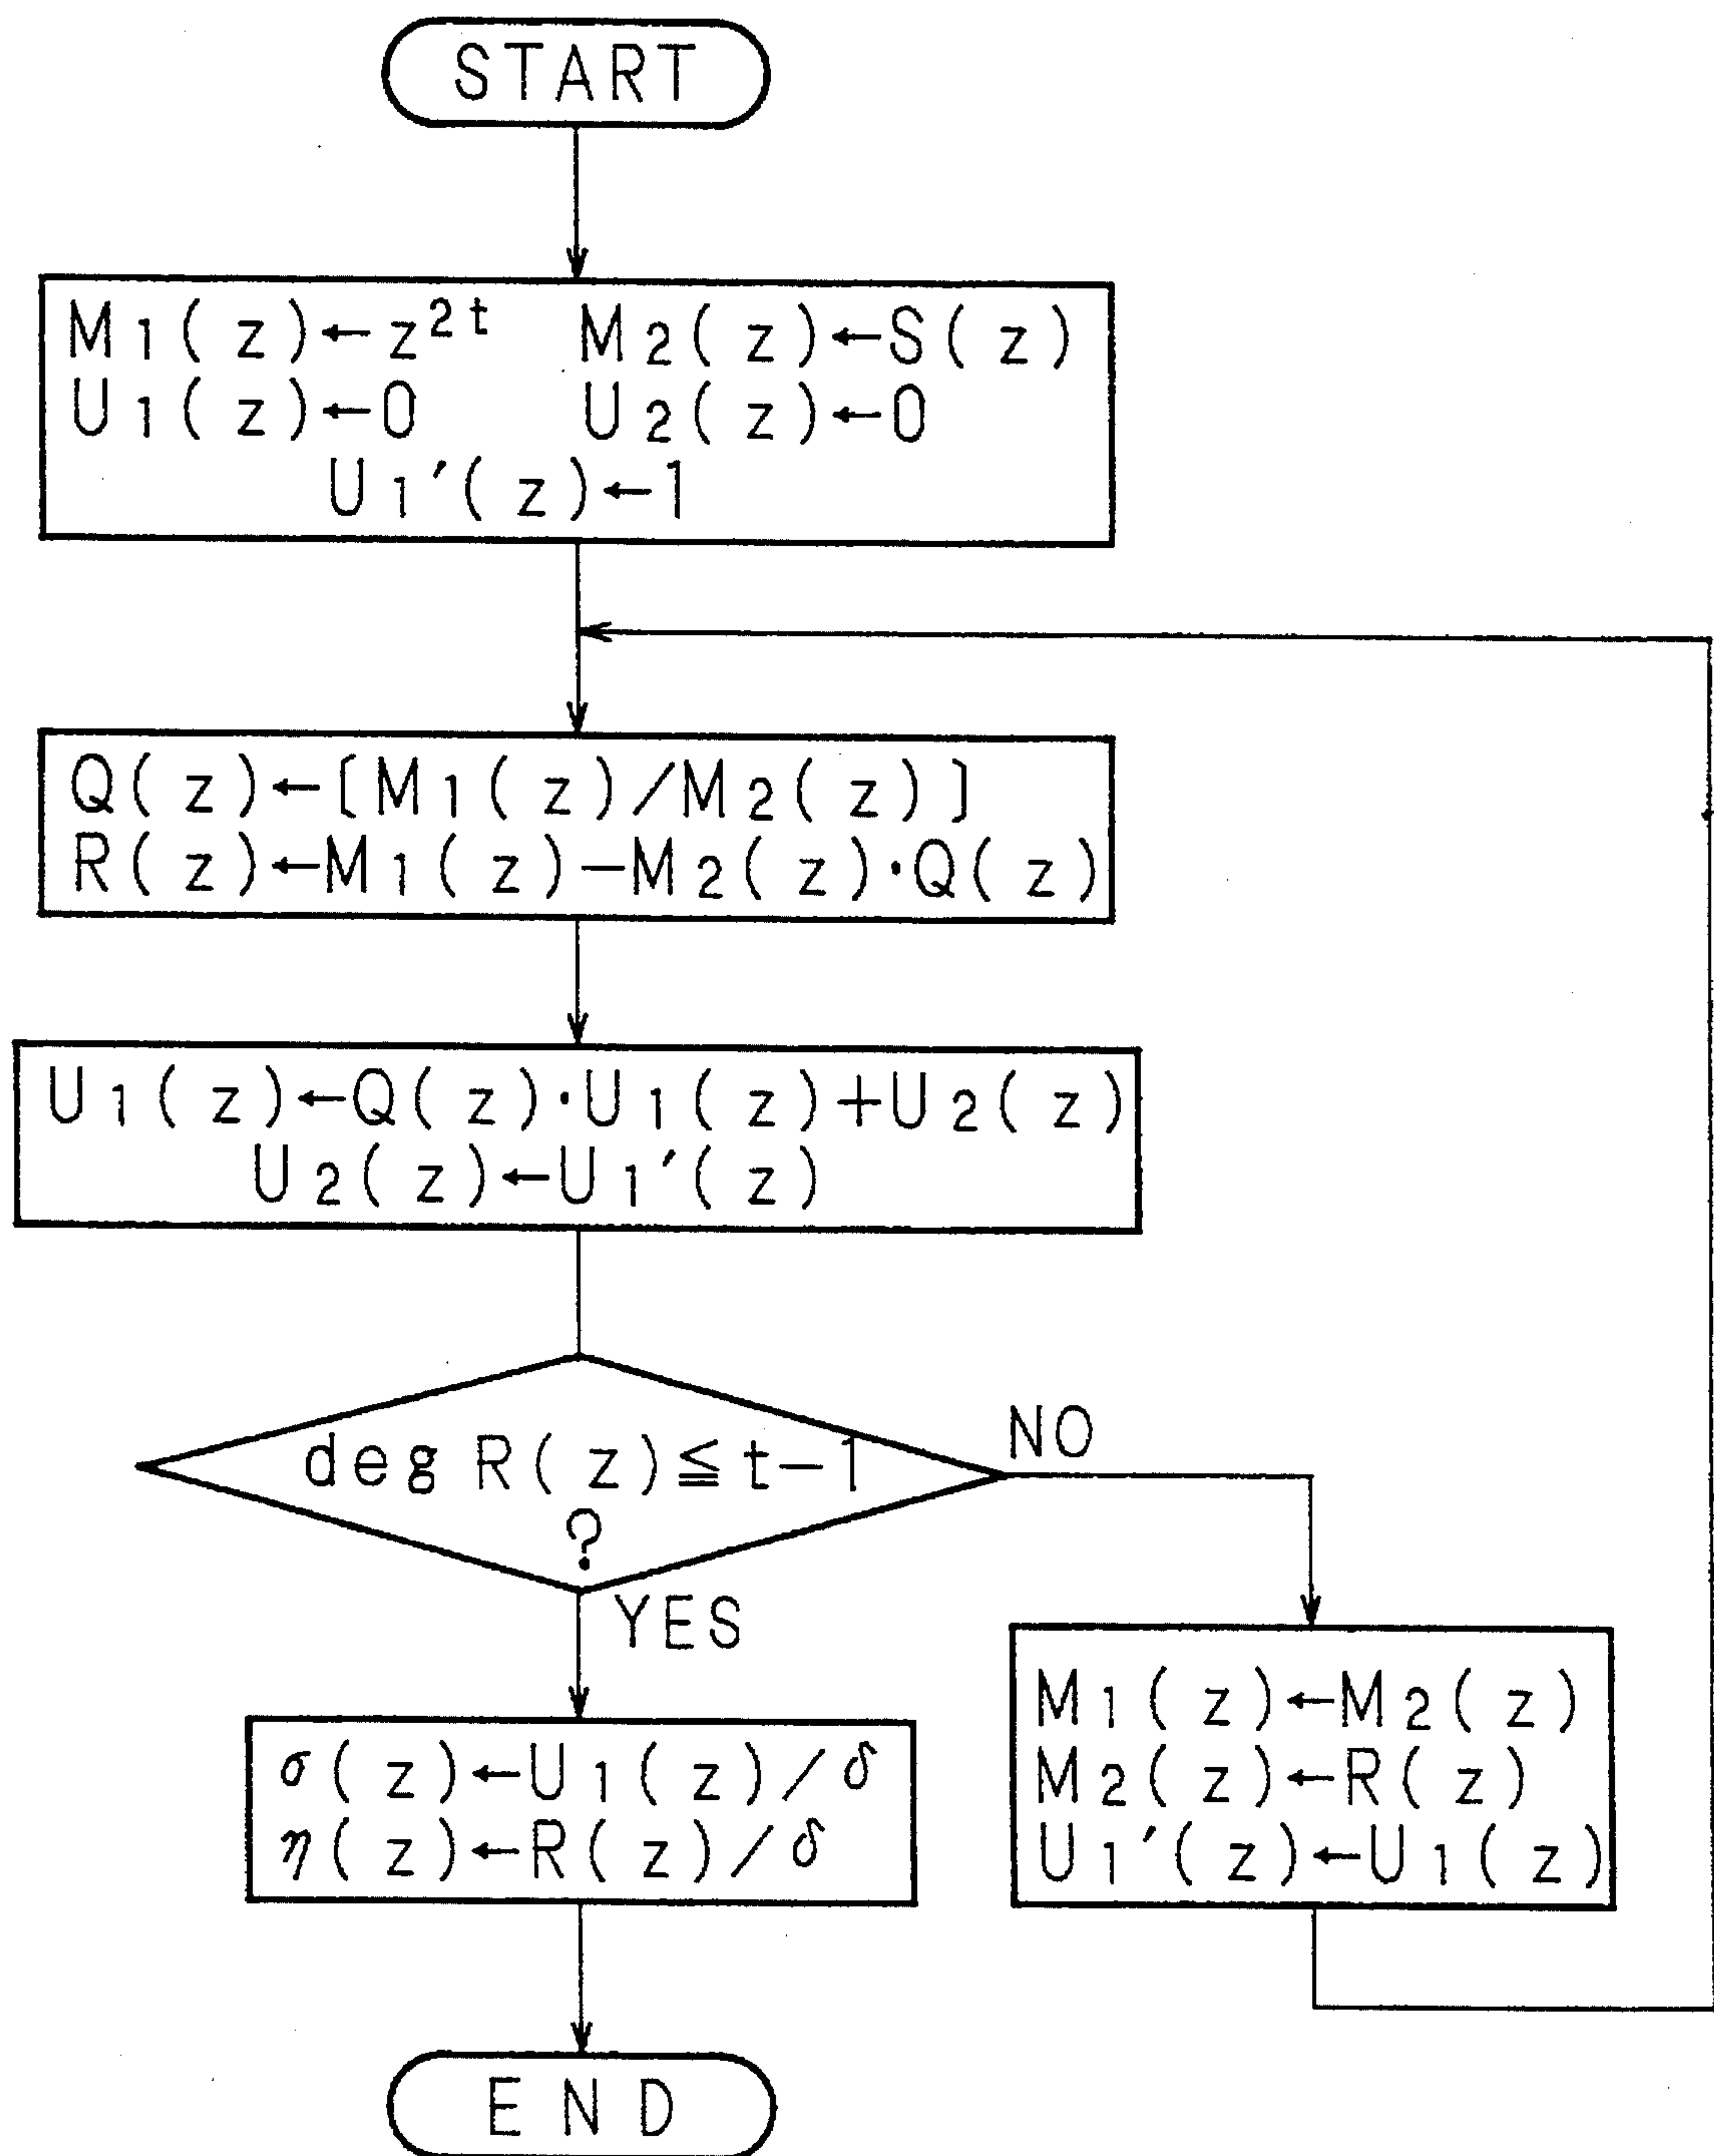 START
M₁(z)←z²ᵗ M₂(z)←S(z)
U₁(z)←0 U₂(z)←0
U₁′(z)←1
Q(z)←[M₁(z)/M₂(z)]
R(z)←M₁(z)−M₂(z)·Q(z)
U₁(z)←Q(z)·U₁(z)+U₂(z)
U₂(z)←U₁′(z)
deg R(z)≦t−1
?
NO
YES
M₁(z)←M₂(z)
M₂(z)←R(z)
U₁′(z)←U₁(z)
σ(z)←U₁(z)/δ
η(z)←R(z)/δ
END